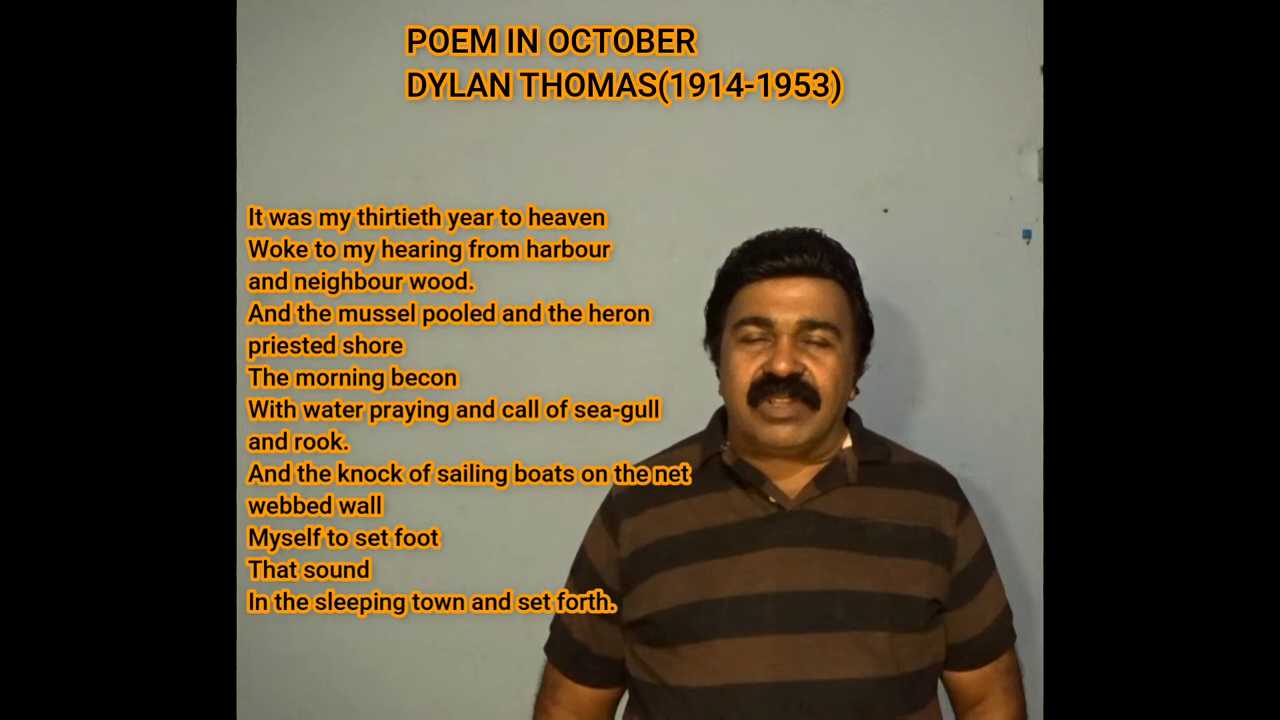 POEM IN OCTOBER
DYLAN THOMAS(1914-1953)
It was my thirtieth year to heaven
Woke to my hearing from harbour
and neighbour wood.
And the mussel pooled and the heron
priested shore
The morning becon
With water praying and call of sea-gull
and rook.
And the knock of sailing boats on the net
webbed wall
Myself to set foot
That sound
In the sleeping town and set forth.